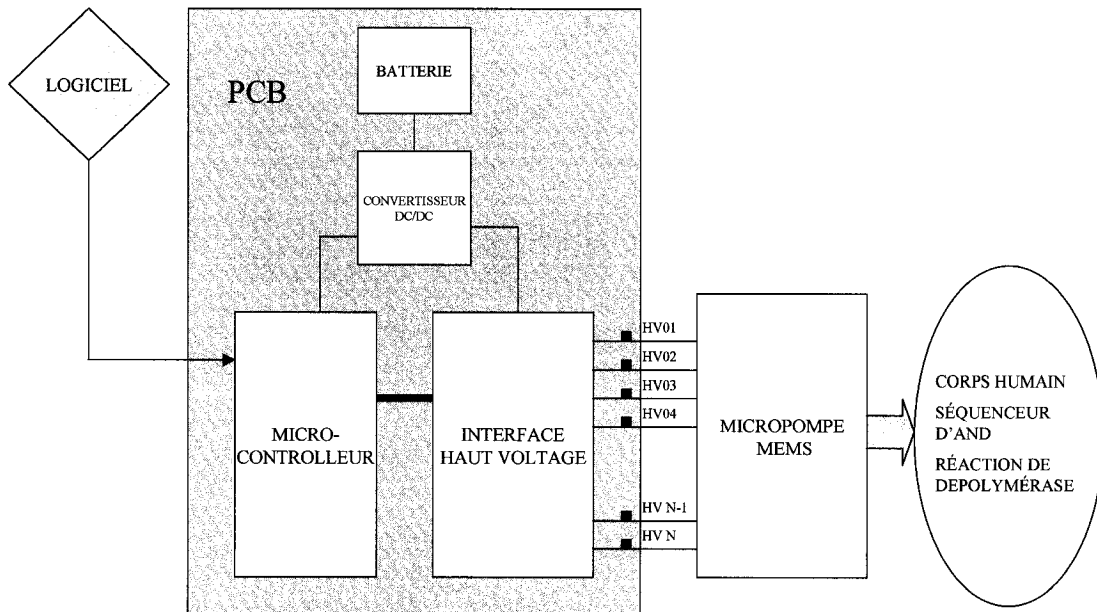 LOGICIEL
PCB
BATTERIE
CONVERTISSEUR
DC/DC
MICRO-
CONTROLLEUR
INTERFACE
HAUT VOLTAGE
HV01
HV02
HV03
HV04
HV N-1
HV N
MICROPOMPE
MEMS
CORPS HUMAIN
SÉQUENCEUR
D'AND
RÉACTION DE
DEPOLYMÉRASE